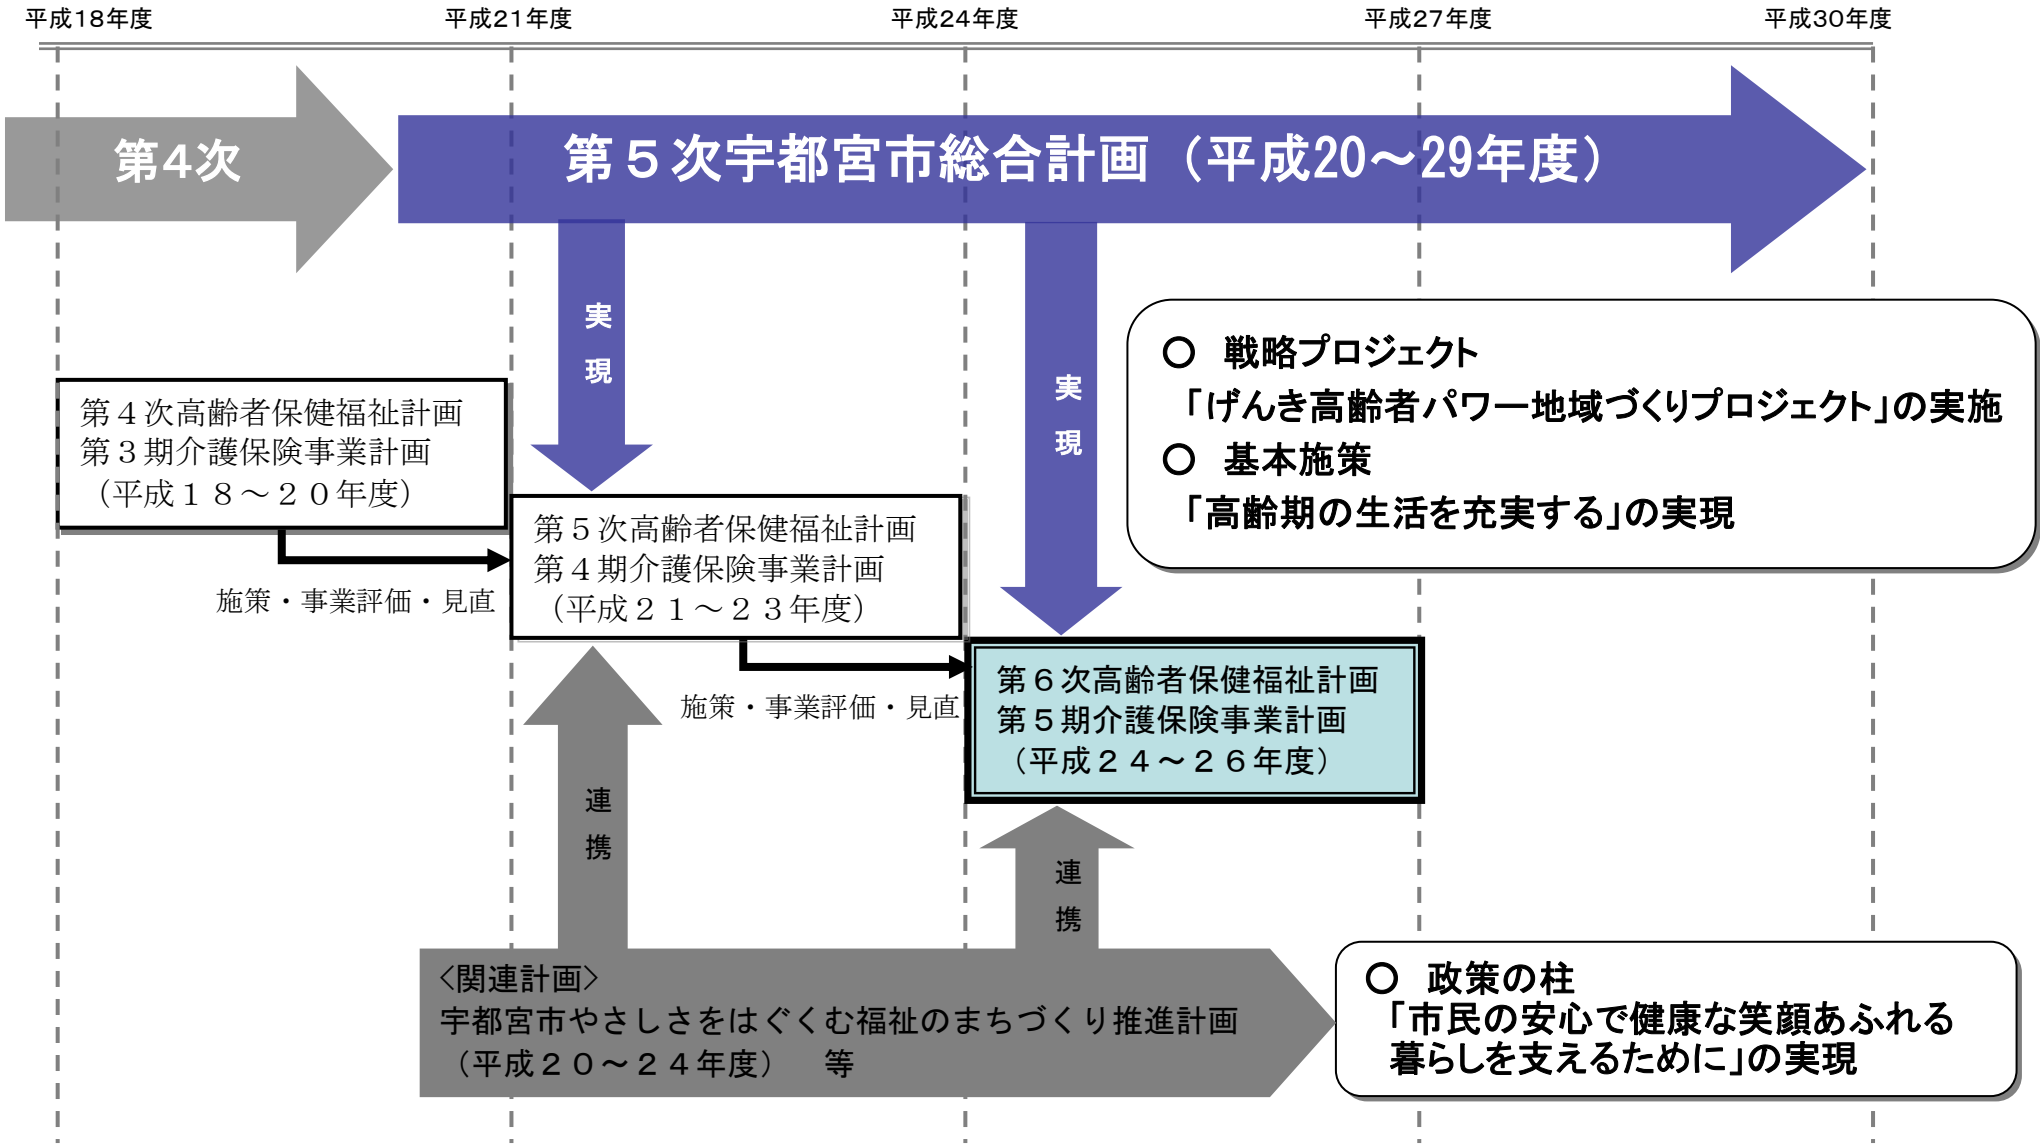 平成18年度
平成21年度
平成24年度
平成27年度
平成30年度
第4次
第５次宇都宮市総合計画（平成20～29年度）
実現
実現
○　戦略プロジェクト
「げんき高齢者パワー地域づくりプロジェクト」の実施
○　基本施策
「高齢期の生活を充実する」の実現
第４次高齢者保健福祉計画
第３期介護保険事業計画
（平成１８～２０年度）
施策・事業評価・見直
第５次高齢者保健福祉計画
第４期介護保険事業計画
（平成２１～２３年度）
施策・事業評価・見直
第６次高齢者保健福祉計画
第５期介護保険事業計画
（平成２４～２６年度）
連携
連携
<関連計画>
宇都宮市やさしさをはぐくむ福祉のまちづくり推進計画
（平成２０～２４年度）　等
○　政策の柱
「市民の安心で健康な笑顔あふれる
暮らしを支えるために」の実現